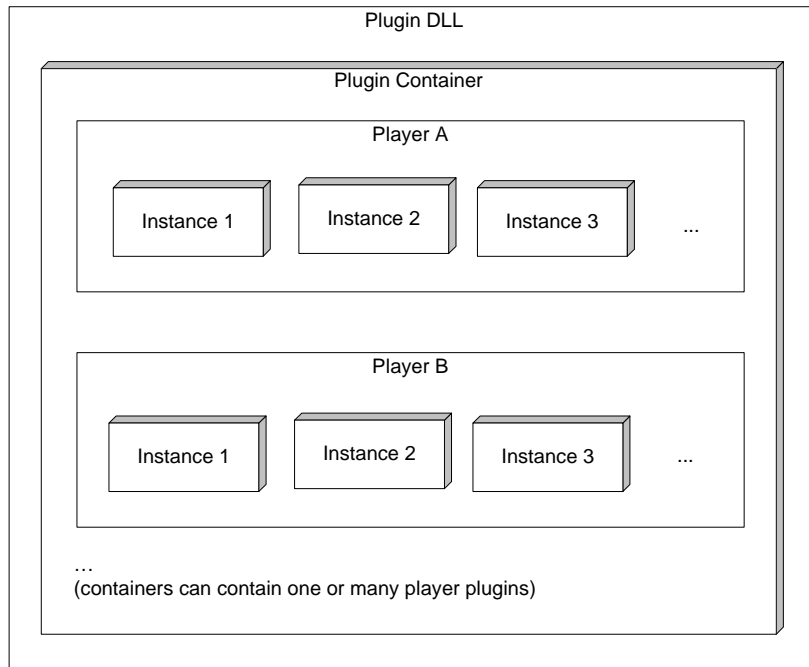 Plugin DLL
Plugin Container
Player A
Instance 1
Instance 2
Instance 3
...
Player B
Instance 1
Instance 2
Instance 3
...
...
(containers can contain one or many player plugins)